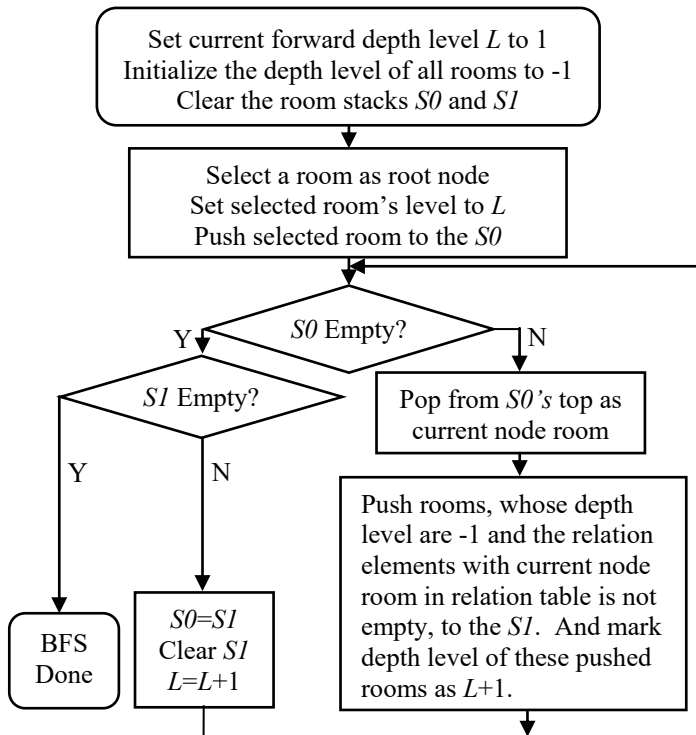 Set current forward depth level L to 1
Initialize the depth level of all rooms to -1
Clear the room stacks S0 and S1
Select a room as root node
Set selected room's level to L
Push selected room to the S0
S0 Empty?
Y
N
S1 Empty?
Pop from S0's top as
current node room
Y
N
Push rooms, whose depth
level are -1 and the relation
elements with current node
room in relation table is not
empty, to the S1. And mark
depth level of these pushed
rooms as L+1.
BFS
Done
S0=S1
Clear S1
L=L+1